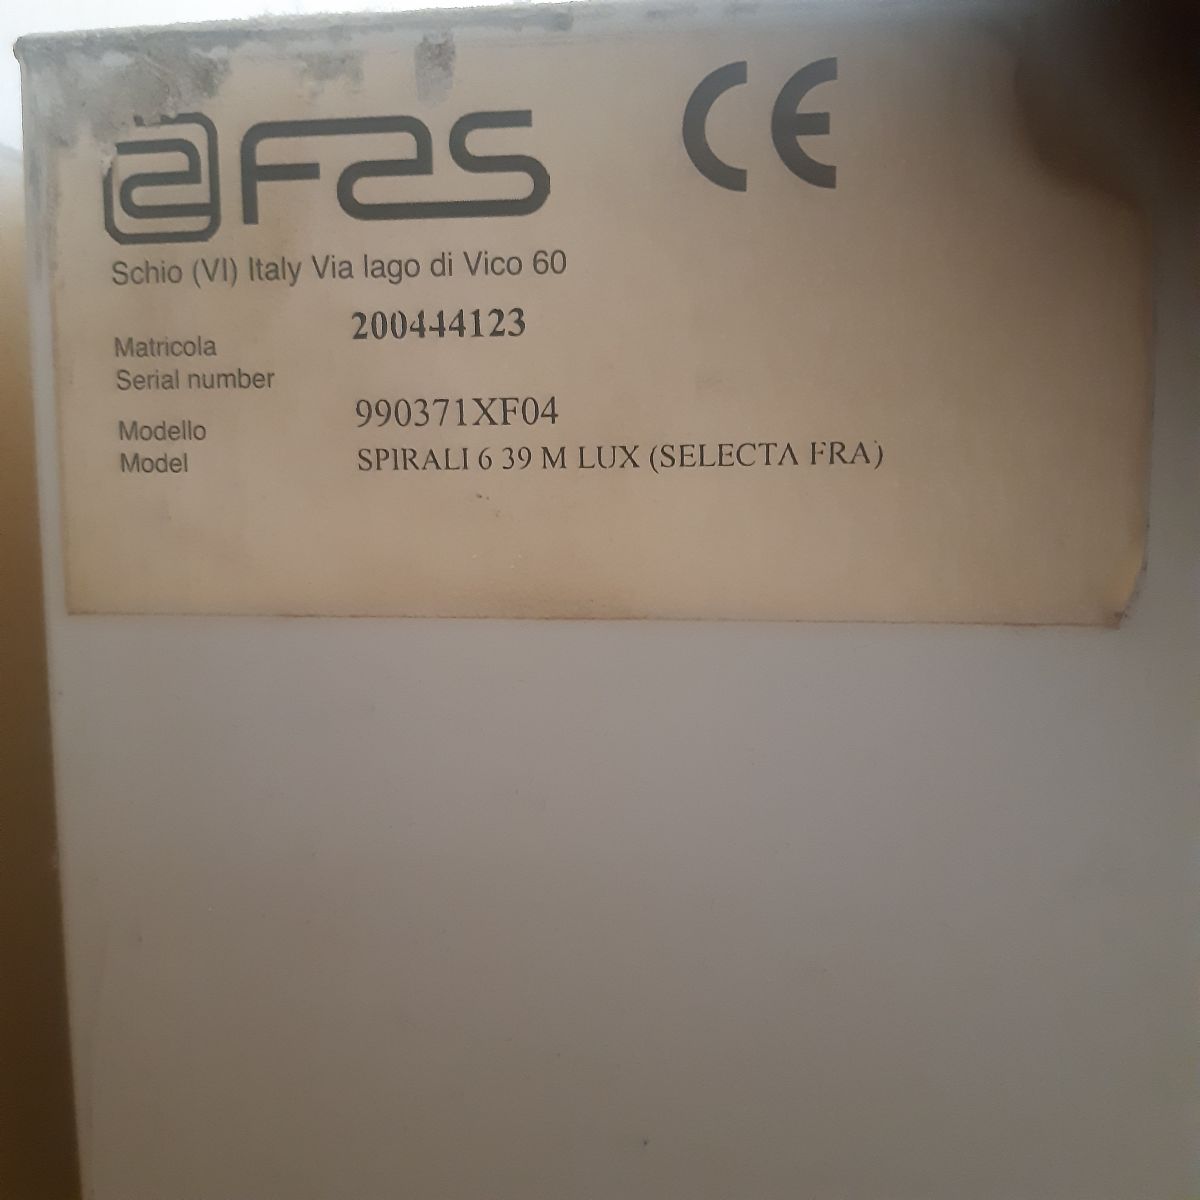 FAS CE
Schio (VI) Italy Via lago di Vico 60
Matricola 200444123
Serial number
Modello 990371XF04
Model SPIRALI 6 39 M LUX (SELECTA FRA)